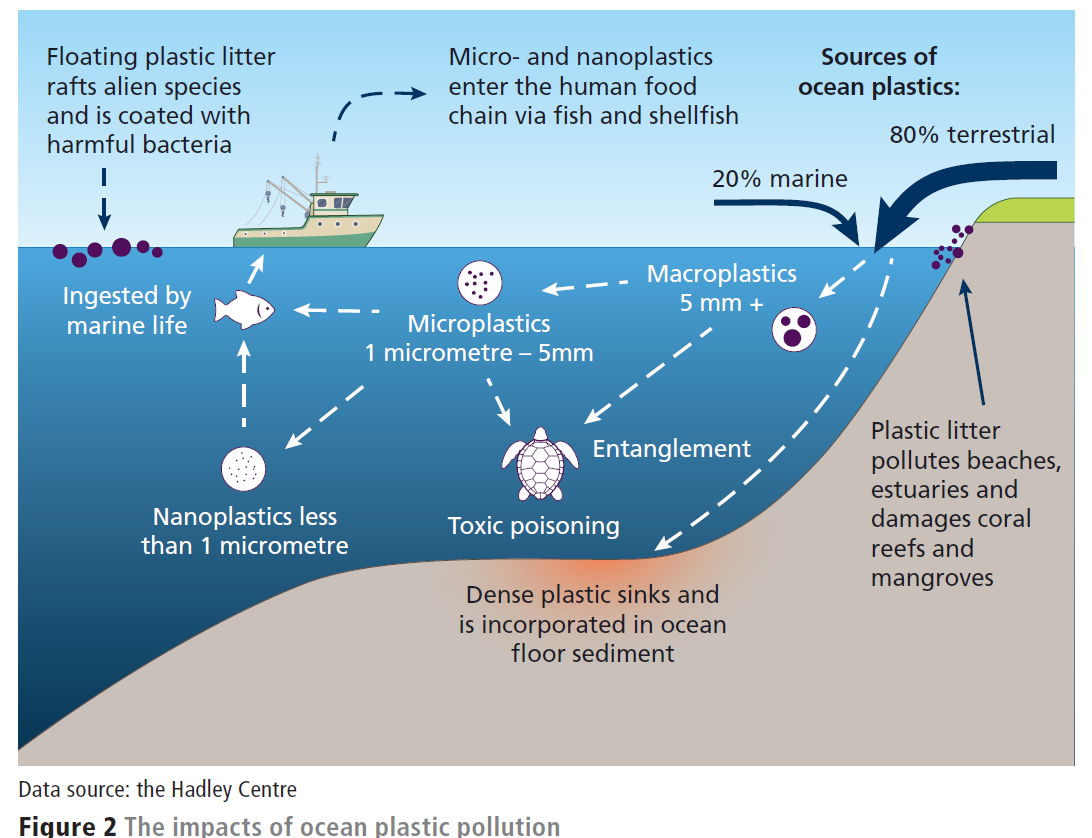 Floating plastic litter
rafts alien species
and is coated with
harmful bacteria
Micro- and nanoplastics
enter the human food
chain via fish and shellfish
Sources of
ocean plastics:
80% terrestrial
20% marine
Ingested by
marine life
Microplastics
1 micrometre – 5mm
Macroplastics
5 mm +
Nanoplastics less
than 1 micrometre
Entanglement
Toxic poisoning
Plastic litter
pollutes beaches,
estuaries and
damages coral
reefs and
mangroves
Dense plastic sinks and
is incorporated in ocean
floor sediment
Data source: the Hadley Centre
Figure 2 The impacts of ocean plastic pollution